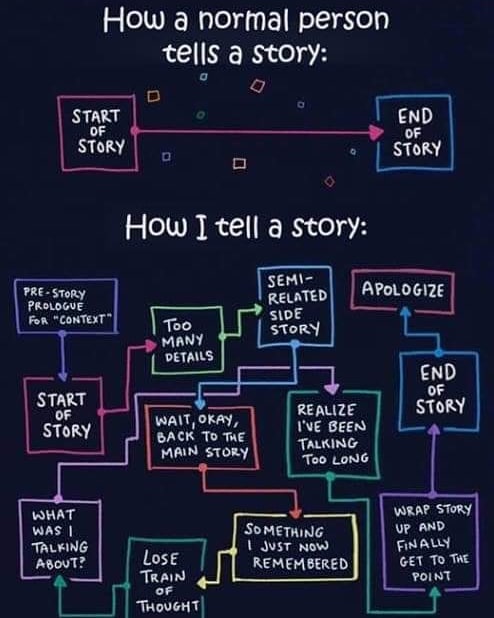 How a normal person
tells a story:
START
OF
STORY
END
OF
STORY
How I tell a story:
PRE-STORY
PROLOGUE
FOR "CONTEXT"
START
OF
STORY
TOO
MANY
DETAILS
SEMI-
RELATED
SIDE
STORY
WAIT, OKAY,
BACK TO THE
MAIN STORY
SOMETHING
I JUST NOW
REMEMBERED
LOSE
TRAIN
OF
THOUGHT
WHAT
WAS I
TALKING
ABOUT?
REALIZE
I'VE BEEN
TALKING
TOO LONG
WRAP STORY
UP AND
FINALLY
GET TO THE
POINT
END
OF
STORY
APOLOGIZE